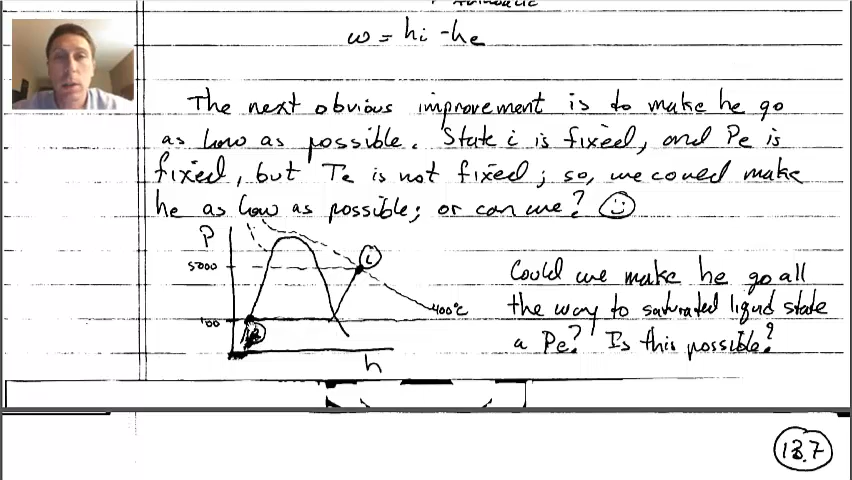 w = hi - he
The next obvious improvement is to make he go
as low as possible. State i is fixed, and Pe is
fixed, but Te is not fixed; so, we could make
he as low as possible; or can we?
P
i
5000
400°C
100
h
Could we make he go all
the way to saturated liquid state
a Pe? Is this possible?
13.7